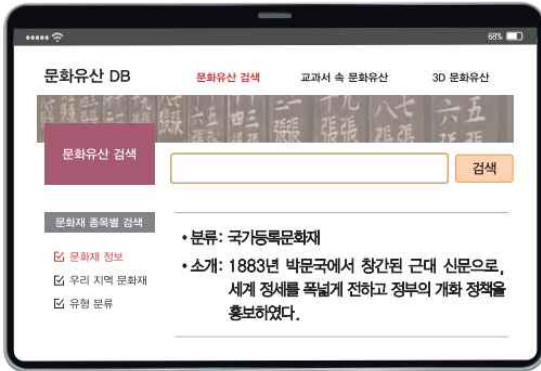 68%
문화유산 DB
문화유산 검색 교과서 속 문화유산 3D 문화유산
문화유산 검색
검색
문화재 종목별 검색
문화재 정보
우리 지역 문화재
유형 분류
• 분류: 국가등록문화재
• 소개: 1883년 박문국에서 창간된 근대 신문으로,
세계 정세를 폭넓게 전하고 정부의 개화 정책을
홍보하였다.